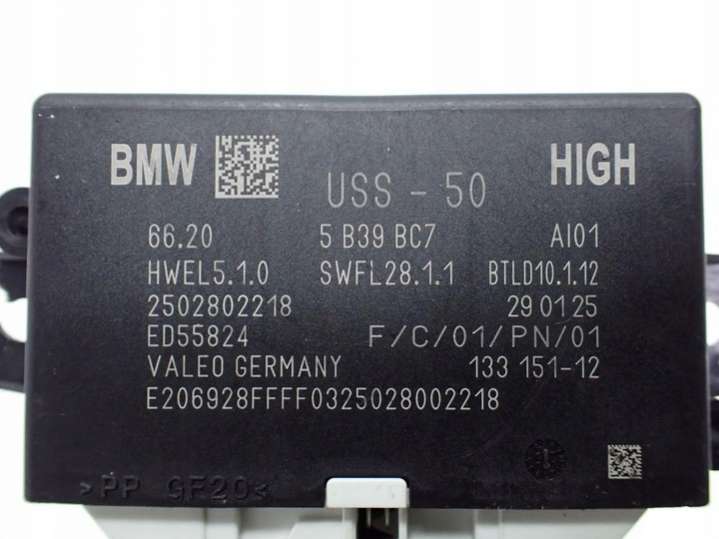 BMW HIGH
USS - 50
66.20 5 B39 BC7 AI01
HWEL5.1.0 SWFL28.1.1 BTLD10.1.12
2502802218 29 01 25
ED55824 F/C/01/PN/01
VALEO GERMANY 133 151-12
E206928FFFF0325028002218
>PP GF20<